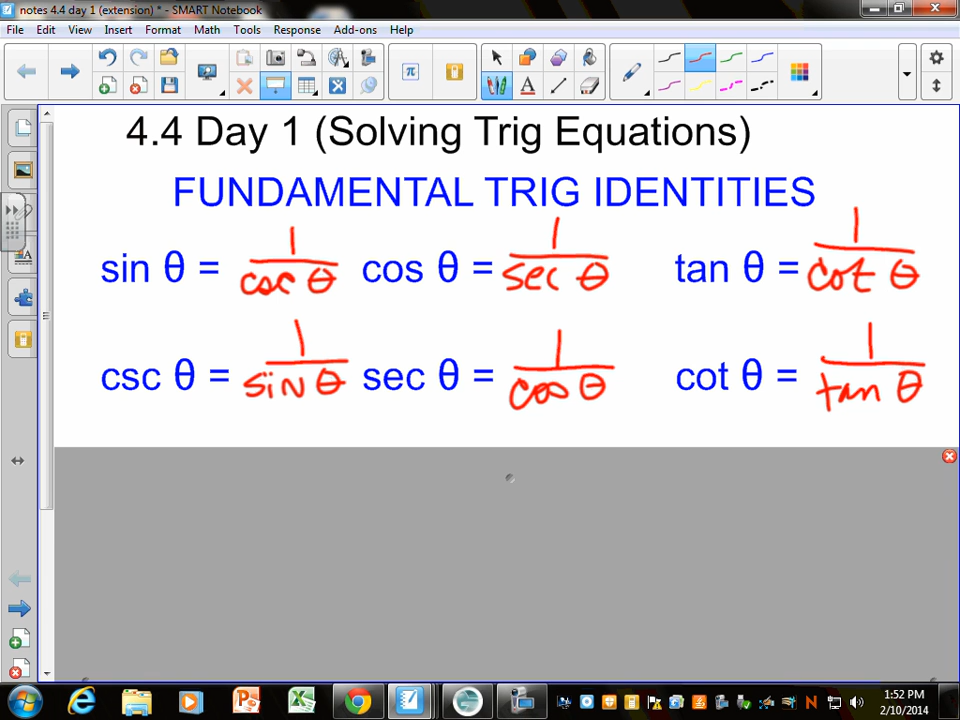 notes 4.4 day 1 (extension) * - SMART Notebook
File Edit View Insert Format Math Tools Response Add-ons Help
4.4 Day 1 (Solving Trig Equations)
FUNDAMENTAL TRIG IDENTITIES
sin θ = 1/csc θ cos θ = 1/sec θ tan θ = 1/cot θ
csc θ = 1/sin θ sec θ = 1/cos θ cot θ = 1/tan θ
1:52 PM
2/10/2014